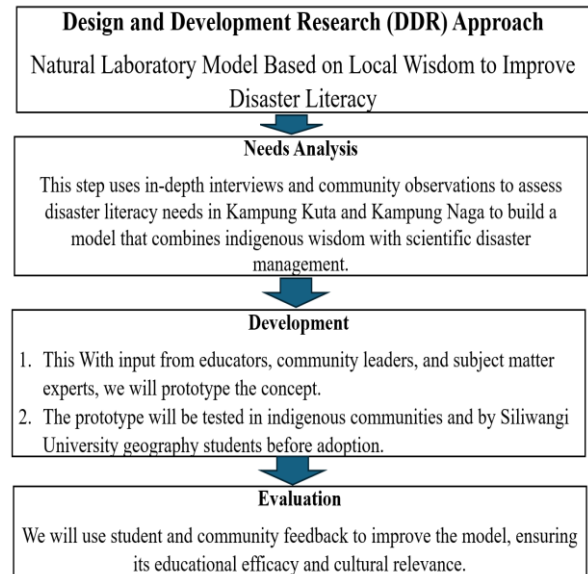 Design and Development Research (DDR) Approach
Natural Laboratory Model Based on Local Wisdom to Improve
Disaster Literacy
Needs Analysis
This step uses in-depth interviews and community observations to assess
disaster literacy needs in Kampung Kuta and Kampung Naga to build a
model that combines indigenous wisdom with scientific disaster
management.
Development
1. This With input from educators, community leaders, and subject matter
experts, we will prototype the concept.
2. The prototype will be tested in indigenous communities and by Siliwangi
University geography students before adoption.
Evaluation
We will use student and community feedback to improve the model, ensuring
its educational efficacy and cultural relevance.